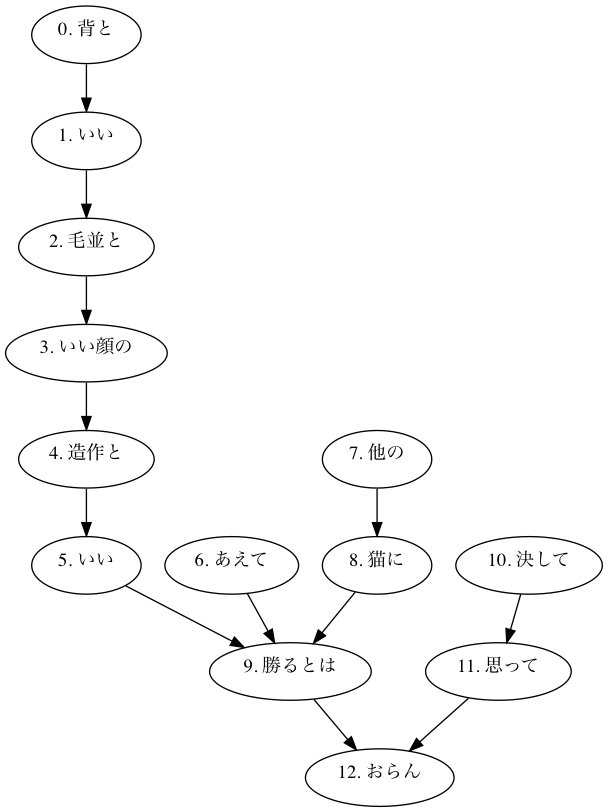 0. 背と
1. いい
2. 毛並と
3. いい顔の
4. 造作と
7. 他の
5. いい
6. あえて
8. 猫に
10. 決して
9. 勝るとは
11. 思って
12. おらん